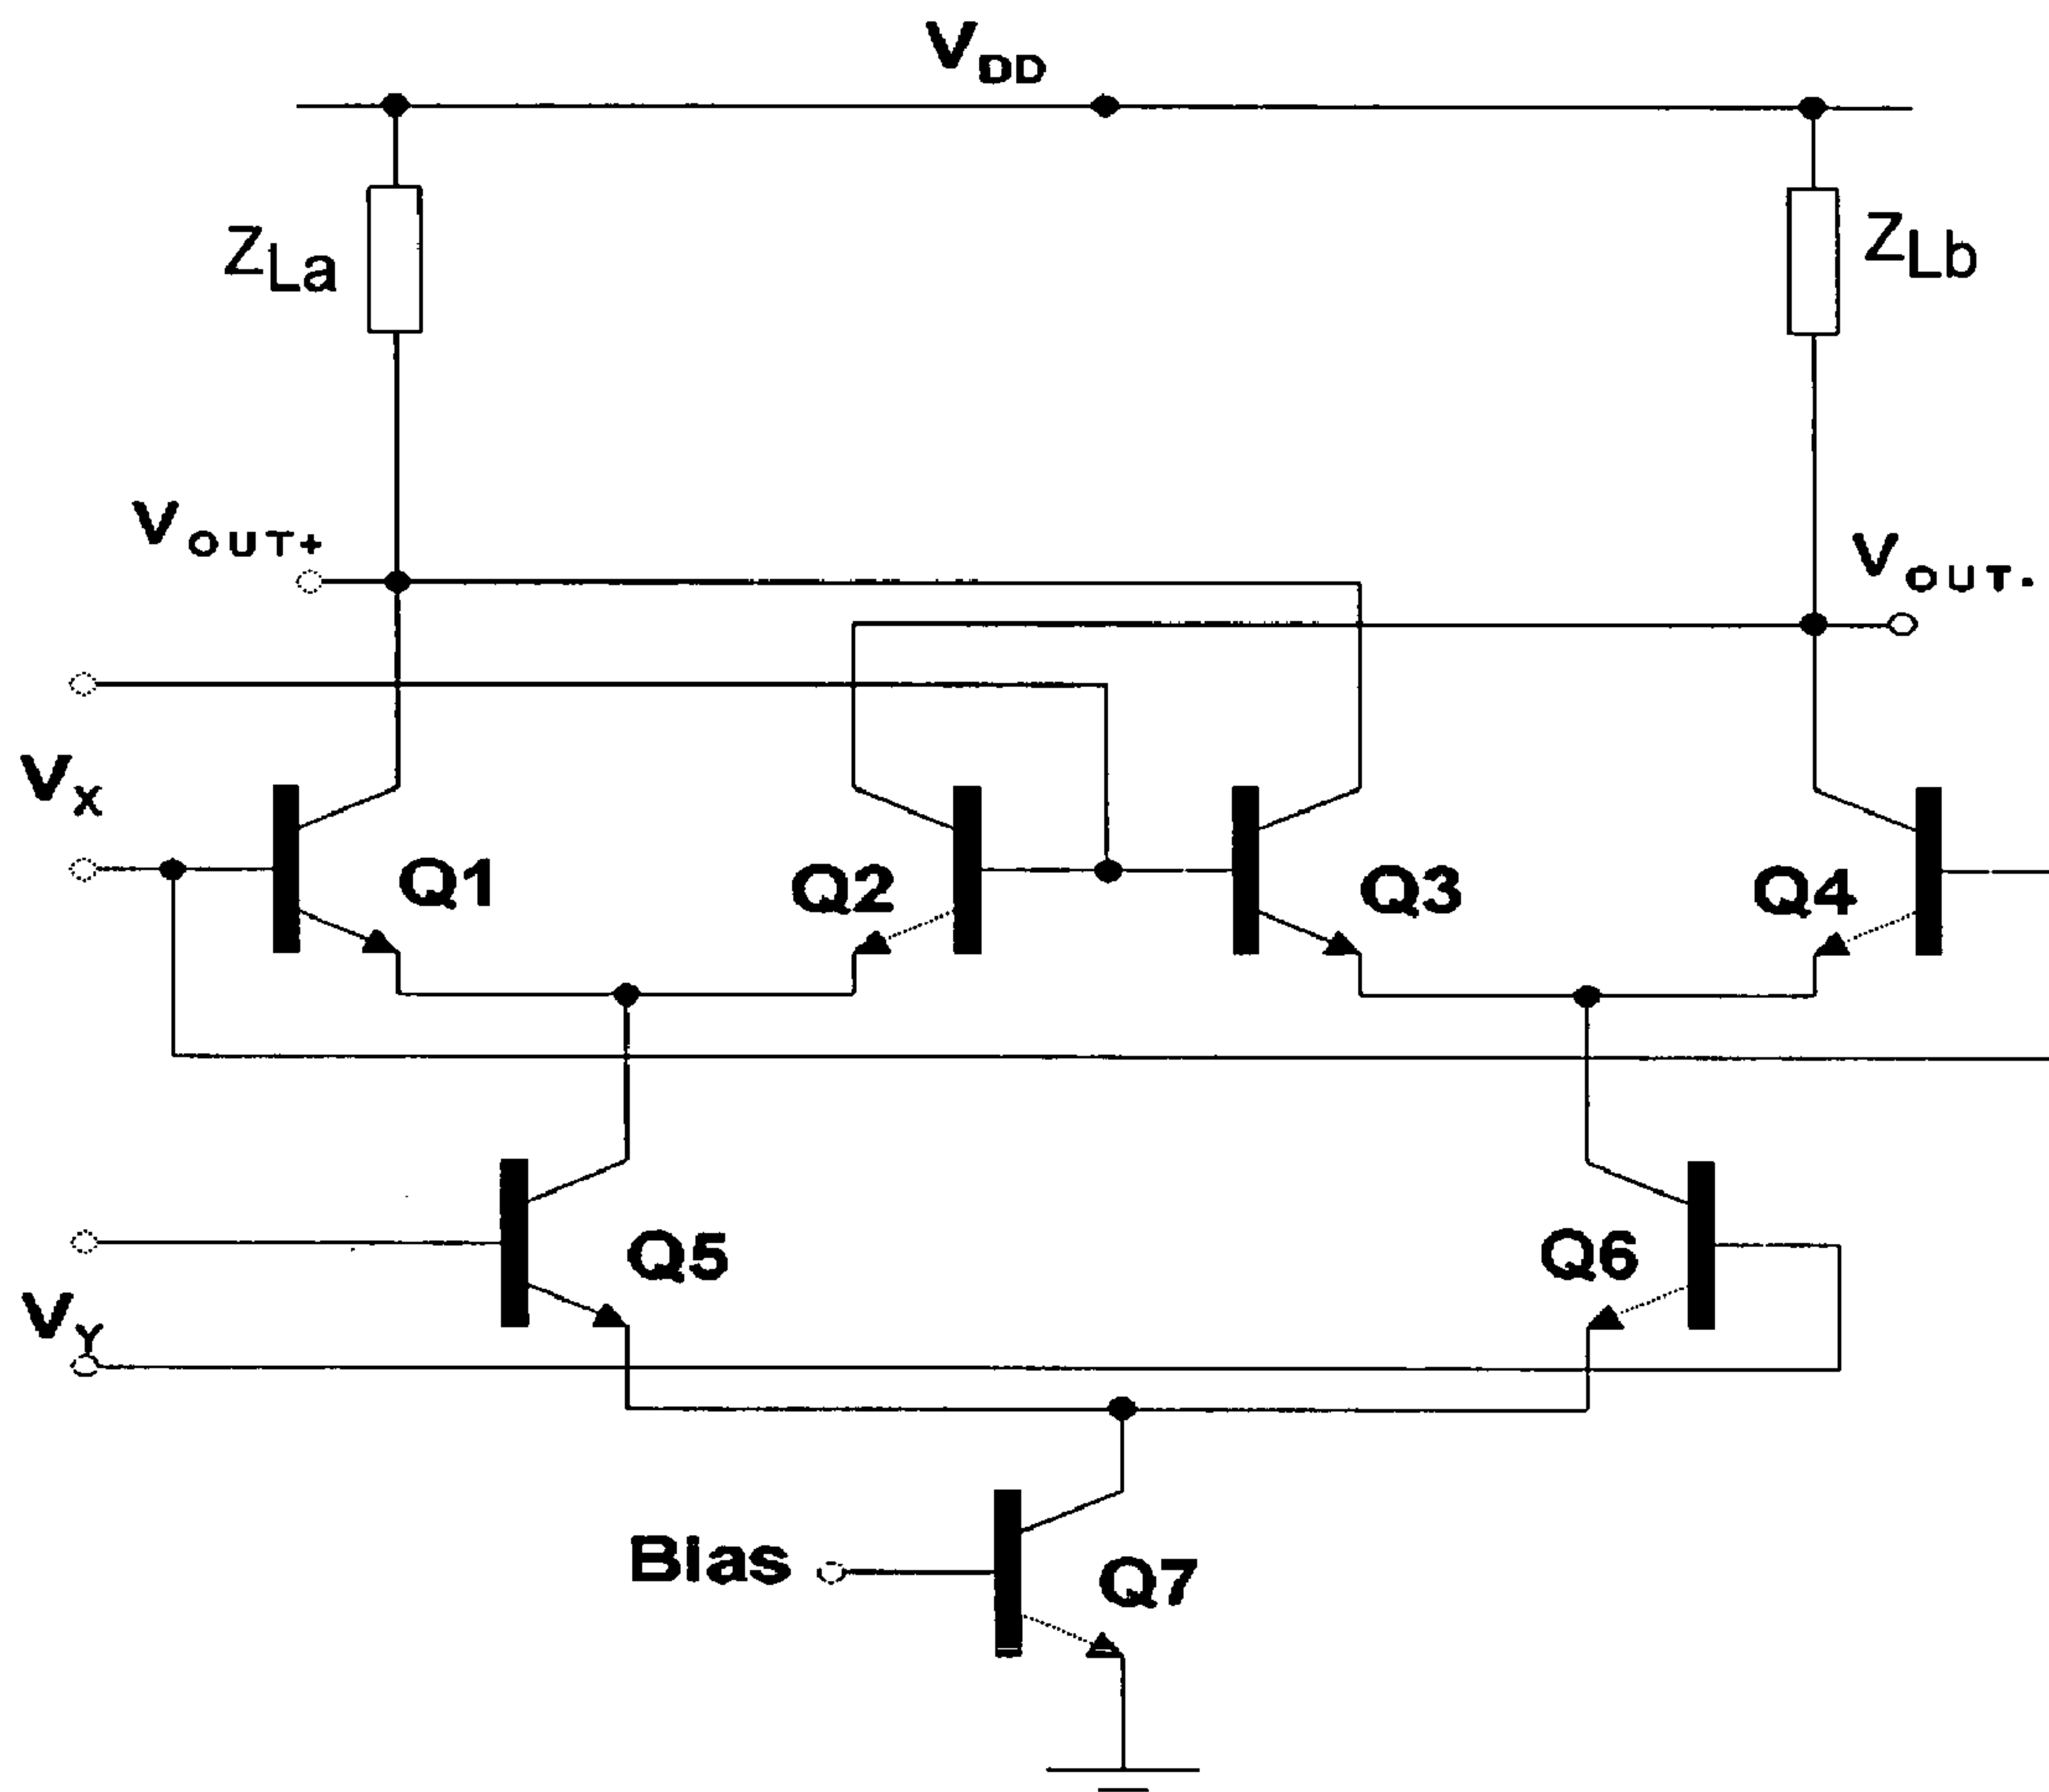 VDD
ZLa
ZLb
VOUT+
VOUT-
VX
Q1
Q2
Q3
Q4
Q5
Q6
VY
Bias
Q7